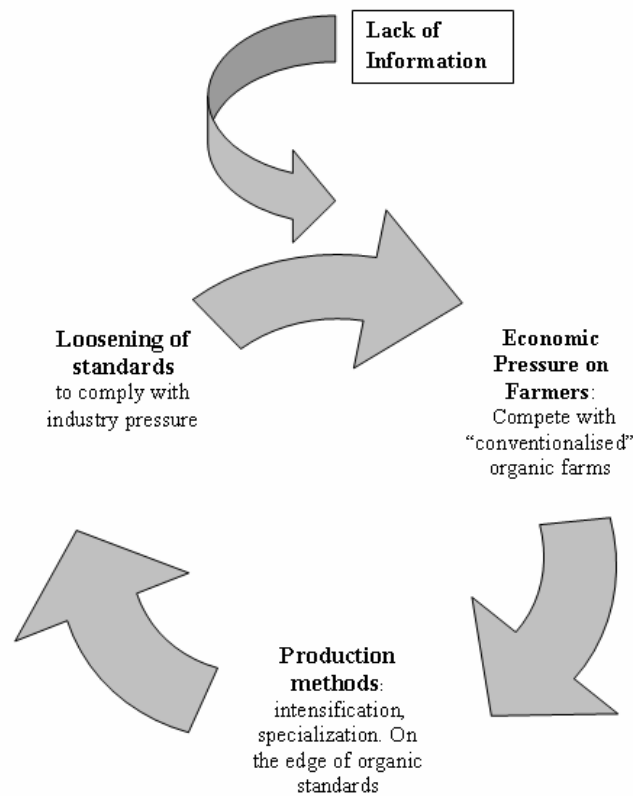 Lack of
Information
Loosening of
standards
to comply with
industry pressure
Economic
Pressure on
Farmers:
Compete with
“conventionalised”
organic farms
Production
methods:
intensification,
specialization. On
the edge of organic
standards